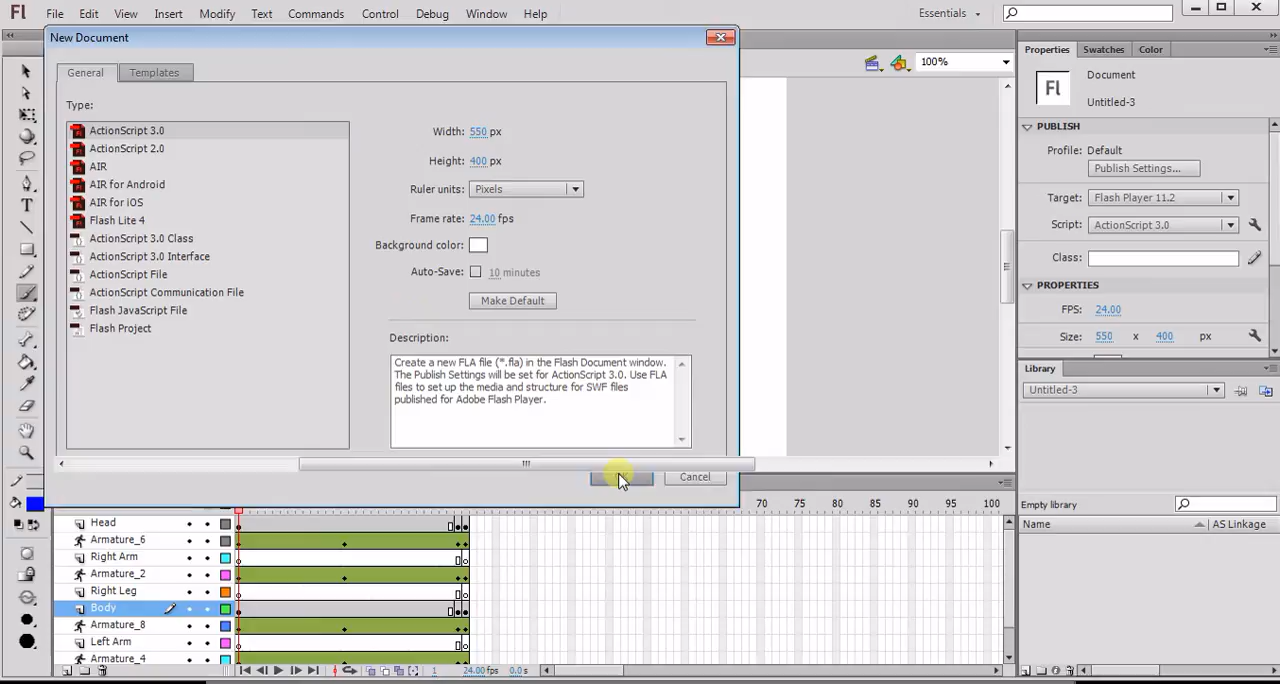 Fl File Edit View Insert Modify Text Commands Control Debug Window Help Essentials
New Document
General Templates
Type:
ActionScript 3.0
ActionScript 2.0
AIR
AIR for Android
AIR for iOS
Flash Lite 4
ActionScript 3.0 Class
ActionScript 3.0 Interface
ActionScript File
ActionScript Communication File
Flash JavaScript File
Flash Project
Width: 550 px
Height: 400 px
Ruler units: Pixels
Frame rate: 24.00 fps
Background color:
Auto-Save: 10 minutes
Make Default
Description:
Create a new FLA file (*.fla) in the Flash Document window.
The Publish Settings will be set for ActionScript 3.0. Use FLA
files to set up the media and structure for SWF files
published for Adobe Flash Player.
Cancel
100%
Properties Swatches Color
Fl
Document
Untitled-3
PUBLISH
Profile: Default
Publish Settings...
Target: Flash Player 11.2
Script: ActionScript 3.0
Class:
PROPERTIES
FPS: 24.00
Size: 550 x 400 px
Library
Untitled-3
Empty library
Name AS Linkage
70 75 80 85 90 95 100
Head
Armature_6
Right Arm
Armature_2
Right Leg
Body
Armature_8
Left Arm
Armature_4
1 24.00 fps 0.0 s